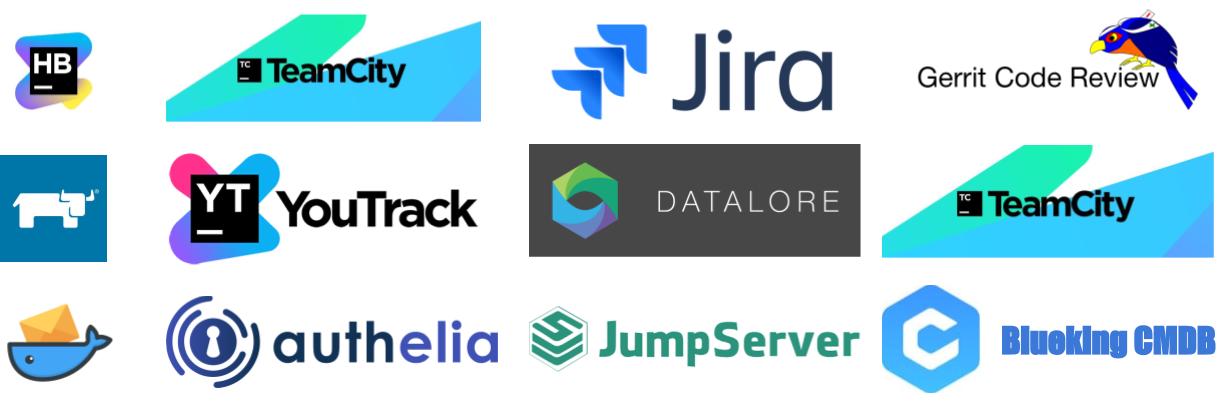 HB
TC TeamCity
Jira
Gerrit Code Review
®
YT YouTrack
DATALORE
TC TeamCity
authelia
JumpServer
C Blueking CMDB